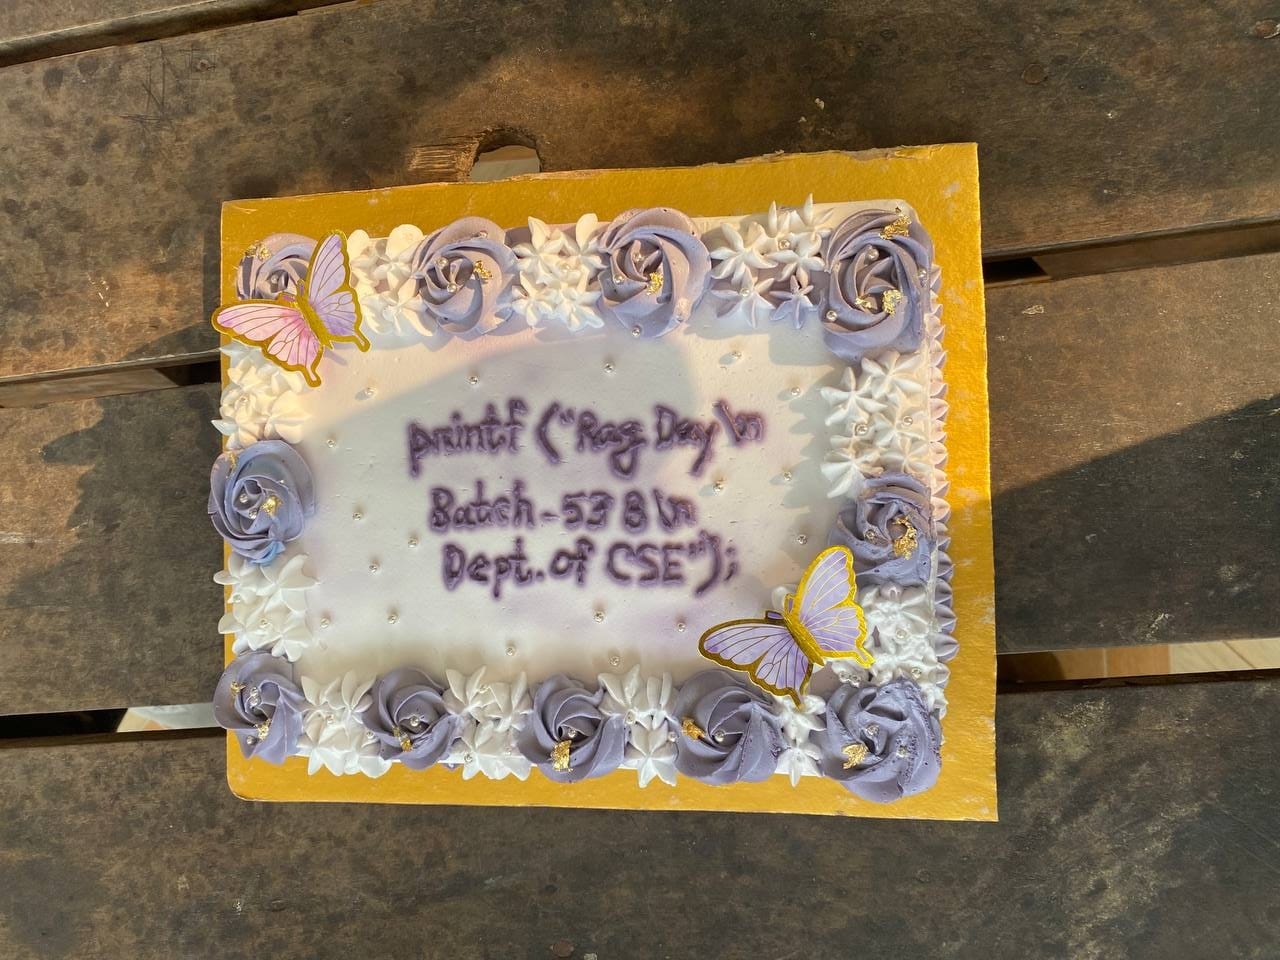 printf ("Rag Day \n
Batch-53 B\n
Dept. of CSE");